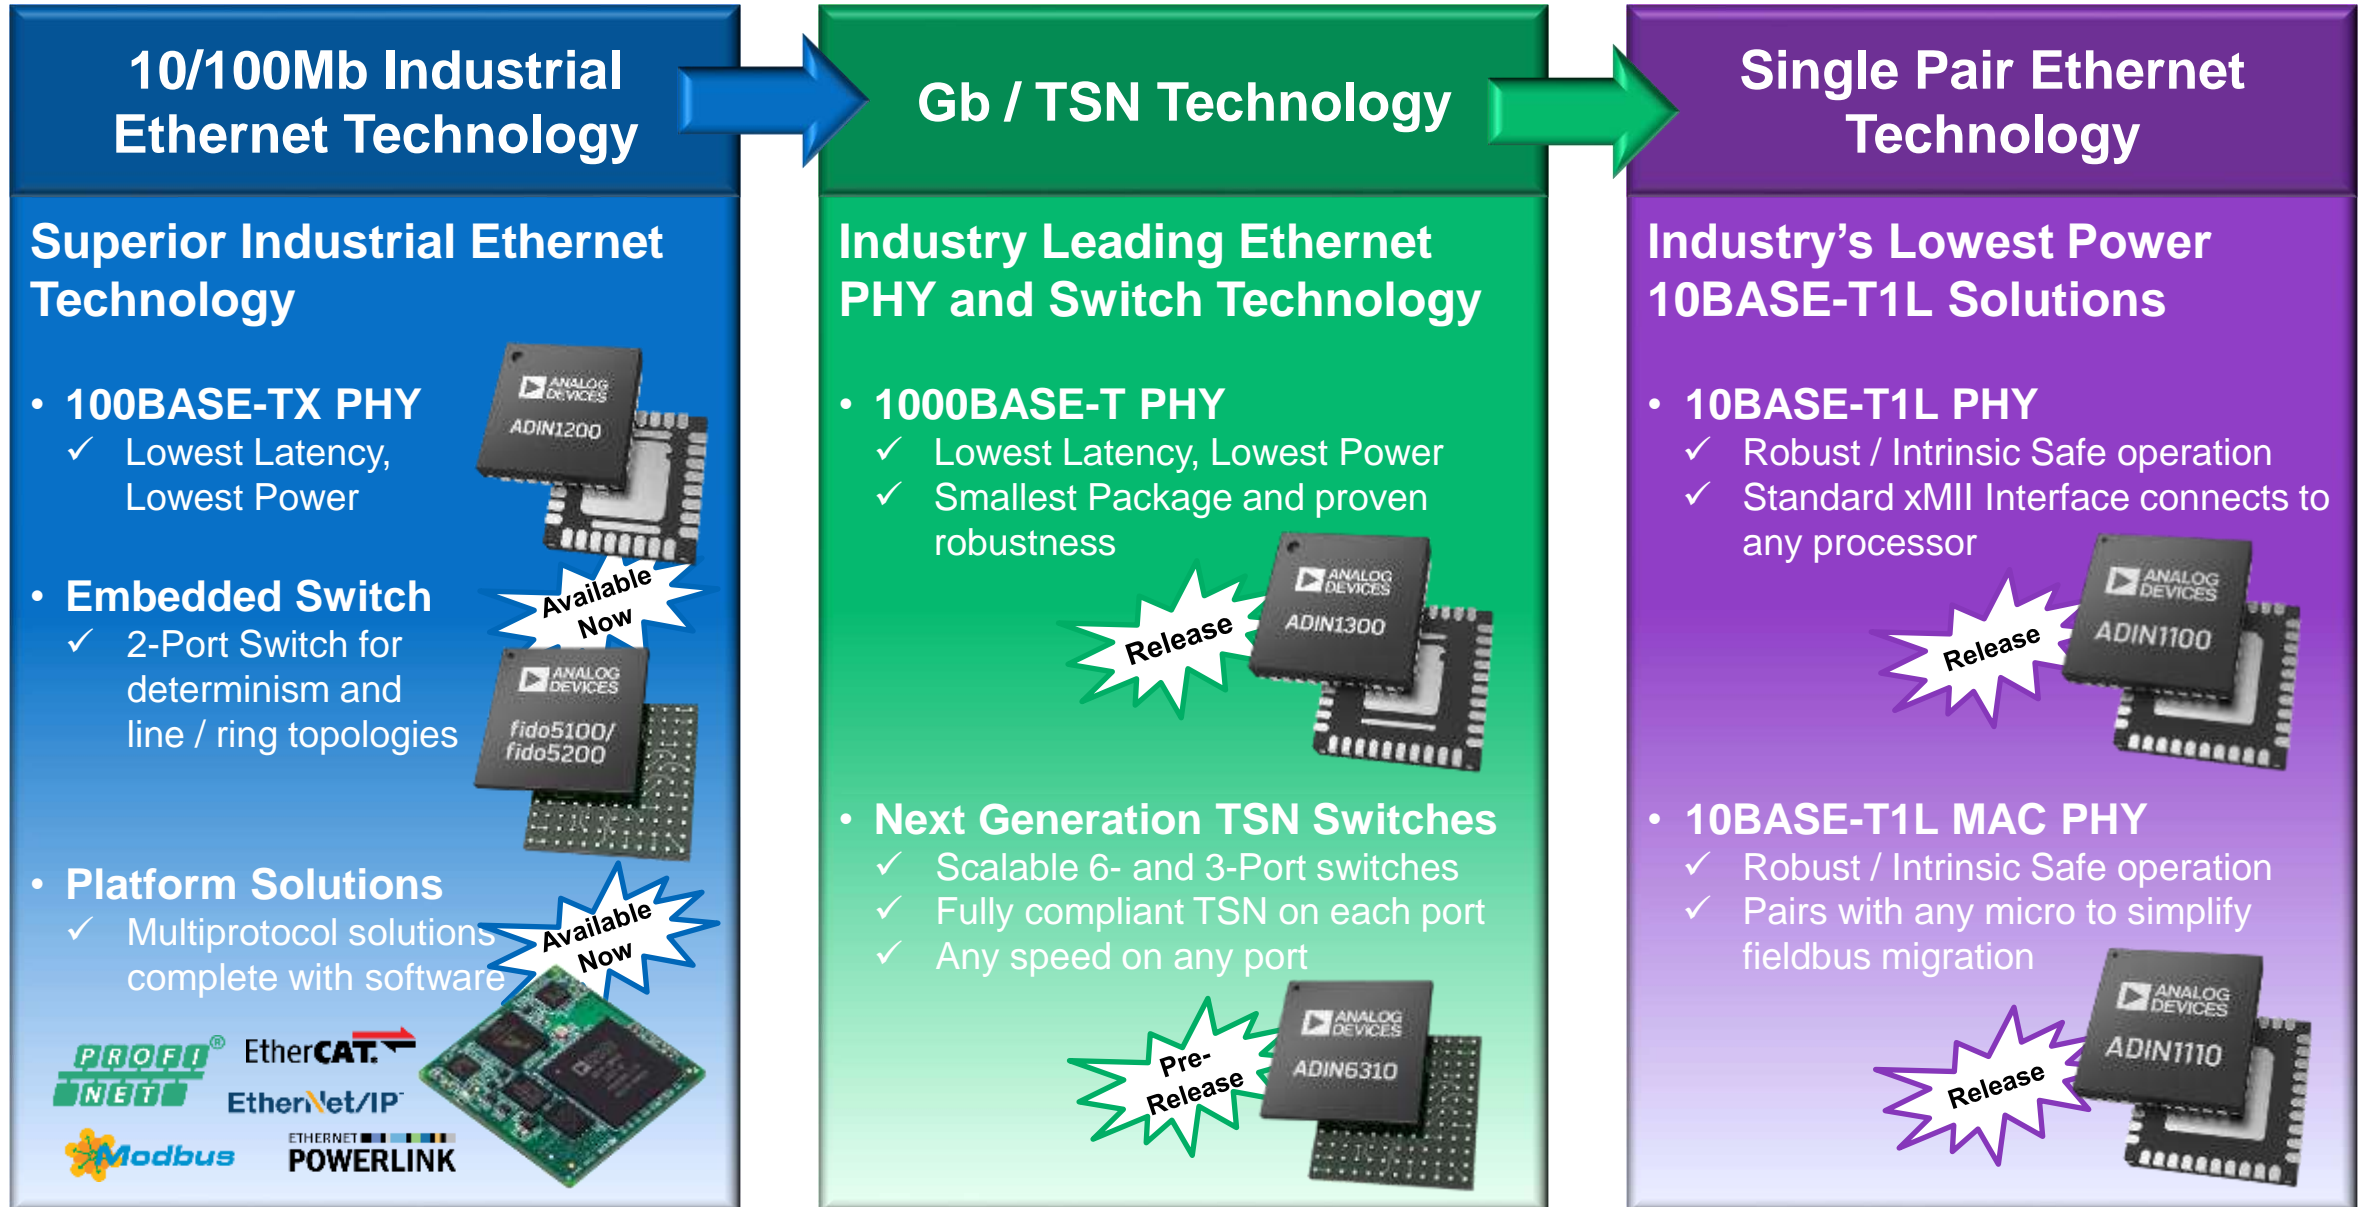 10/100Mb Industrial
Ethernet Technology
Superior Industrial Ethernet
Technology
• 100BASE-TX PHY
✓ Lowest Latency,
Lowest Power
ANALOG
DEVICES
ADIN1200
Available
Now
• Embedded Switch
✓ 2-Port Switch for
determinism and
line / ring topologies
ANALOG
DEVICES
fido5100/
fido5200
• Platform Solutions
✓ Multiprotocol solutions
complete with software
Available
Now
PROFI®
NET
EtherCAT.
EtherNet/IP™
Modbus
ETHERNET
POWERLINK
Gb / TSN Technology
Industry Leading Ethernet
PHY and Switch Technology
• 1000BASE-T PHY
✓ Lowest Latency, Lowest Power
✓ Smallest Package and proven
robustness
Release
ANALOG
DEVICES
ADIN1300
• Next Generation TSN Switches
✓ Scalable 6- and 3-Port switches
✓ Fully compliant TSN on each port
✓ Any speed on any port
Pre-
Release
ANALOG
DEVICES
ADIN6310
Single Pair Ethernet
Technology
Industry’s Lowest Power
10BASE-T1L Solutions
• 10BASE-T1L PHY
✓ Robust / Intrinsic Safe operation
✓ Standard xMII Interface connects to
any processor
Release
ANALOG
DEVICES
ADIN1100
• 10BASE-T1L MAC PHY
✓ Robust / Intrinsic Safe operation
✓ Pairs with any micro to simplify
fieldbus migration
Release
ANALOG
DEVICES
ADIN1110